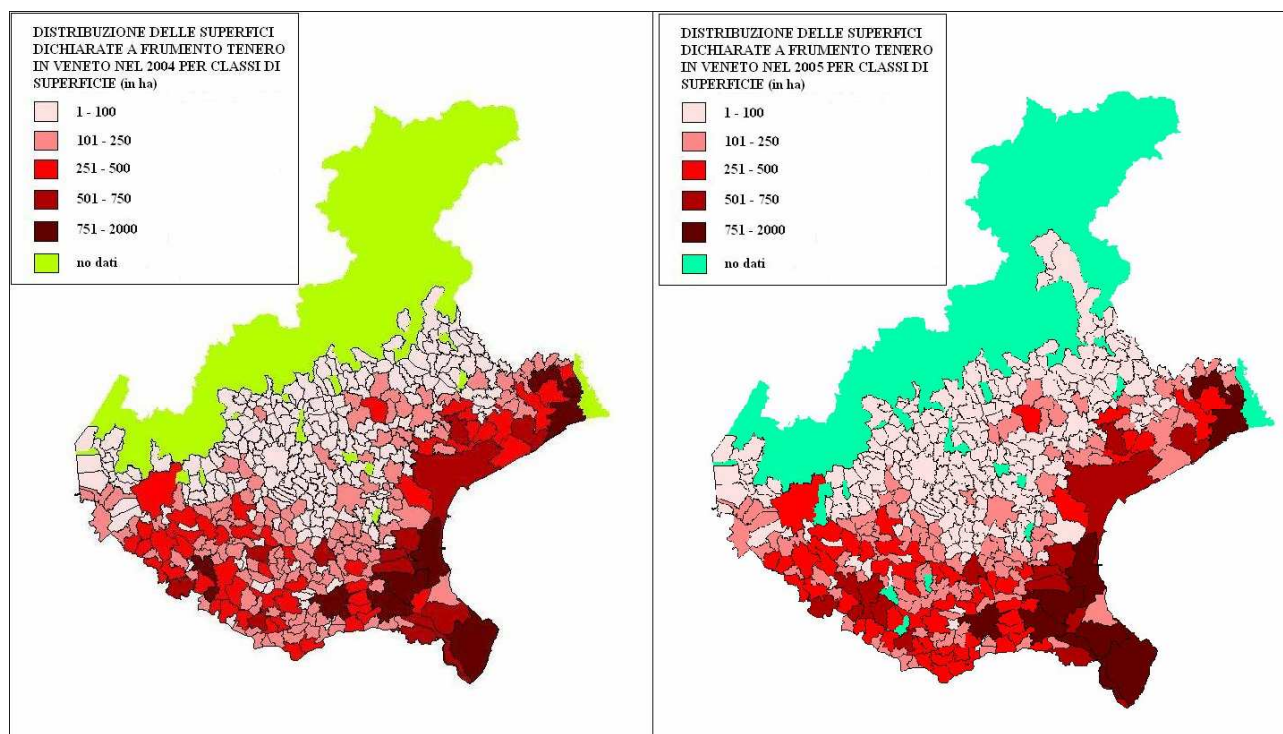 DISTRIBUZIONE DELLE SUPERFICI
DICHIARATE A FRUMENTO TENERO
IN VENETO NEL 2004 PER CLASSI DI
SUPERFICIE (in ha)
1 - 100
101 - 250
251 - 500
501 - 750
751 - 2000
no dati
DISTRIBUZIONE DELLE SUPERFICI
DICHIARATE A FRUMENTO TENERO
IN VENETO NEL 2005 PER CLASSI DI
SUPERFICIE (in ha)
1 - 100
101 - 250
251 - 500
501 - 750
751 - 2000
no dati